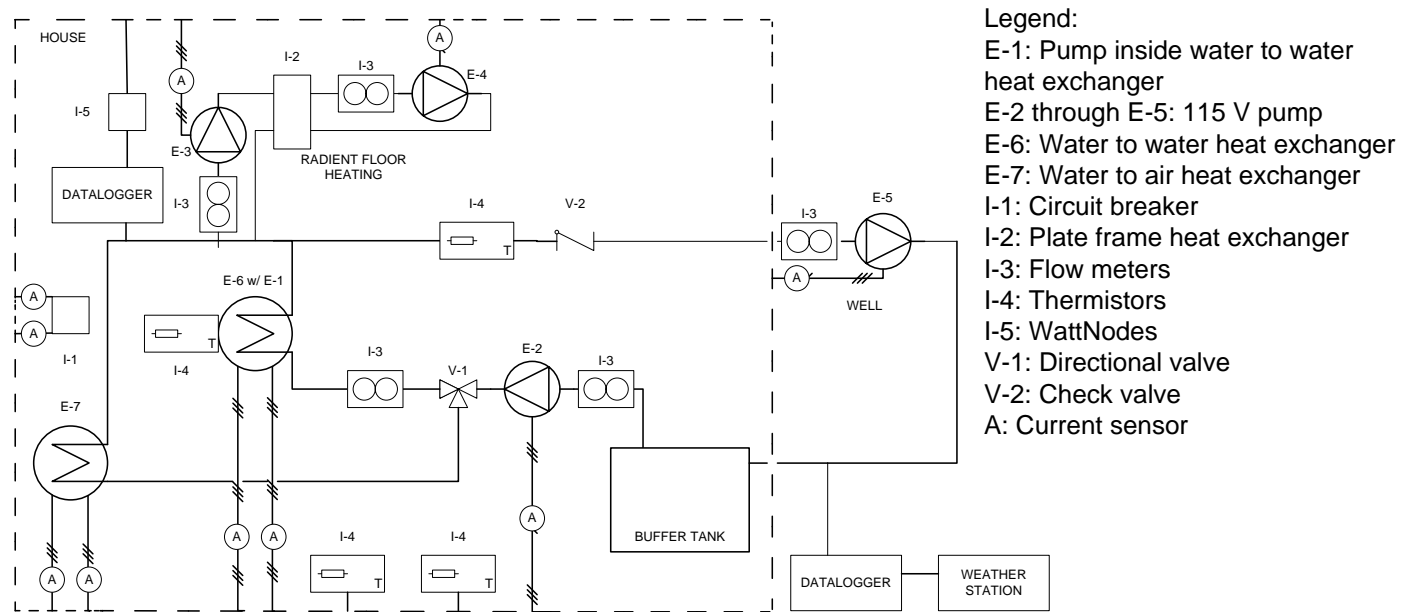 HOUSE
I-5
DATALOGGER
A
E-3
I-3
I-2
I-3
A
E-4
RADIENT FLOOR
HEATING
I-4
T
V-2
I-3
E-5
A
WELL
A
A
I-1
E-6 w/ E-1
T
I-4
I-3
V-1
E-2
I-3
E-7
A
A
A
A
I-4
T
I-4
T
A
BUFFER TANK
DATALOGGER
WEATHER
STATION
Legend:
E-1: Pump inside water to water
heat exchanger
E-2 through E-5: 115 V pump
E-6: Water to water heat exchanger
E-7: Water to air heat exchanger
I-1: Circuit breaker
I-2: Plate frame heat exchanger
I-3: Flow meters
I-4: Thermistors
I-5: WattNodes
V-1: Directional valve
V-2: Check valve
A: Current sensor